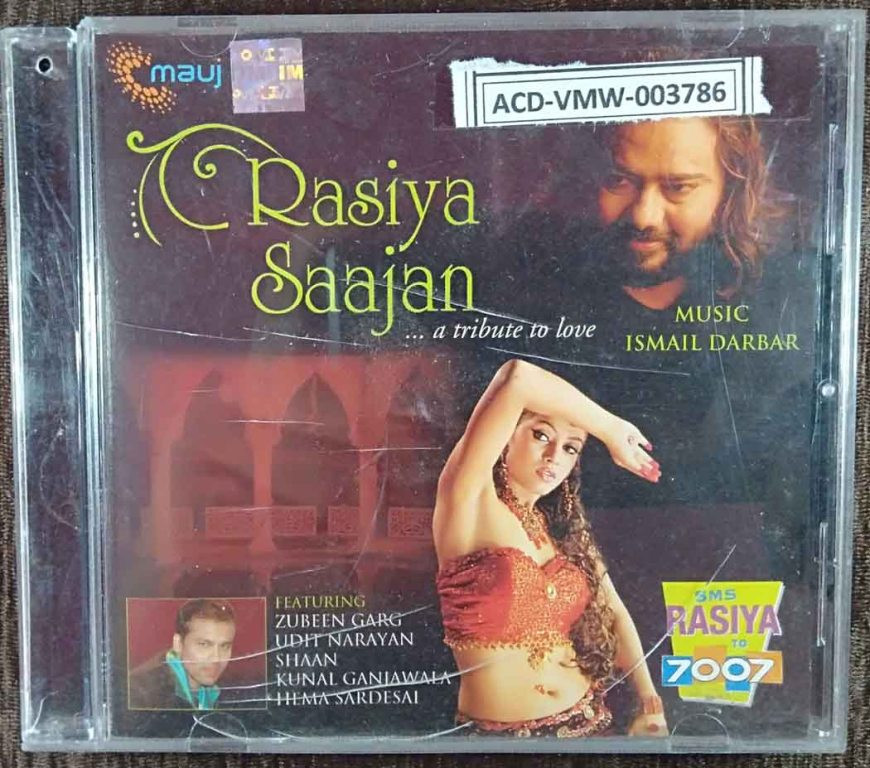 mauj
ACD-VMW-003786
Rasiya
Saajan
... a tribute to love
MUSIC
ISMAIL DARBAR
FEATURING
ZUBEEN GARG
UDIT NARAYAN
SHAAN
KUNAL GANJAWALA
HEMA SARDESAI
SMS
RASIYA
TO
7007